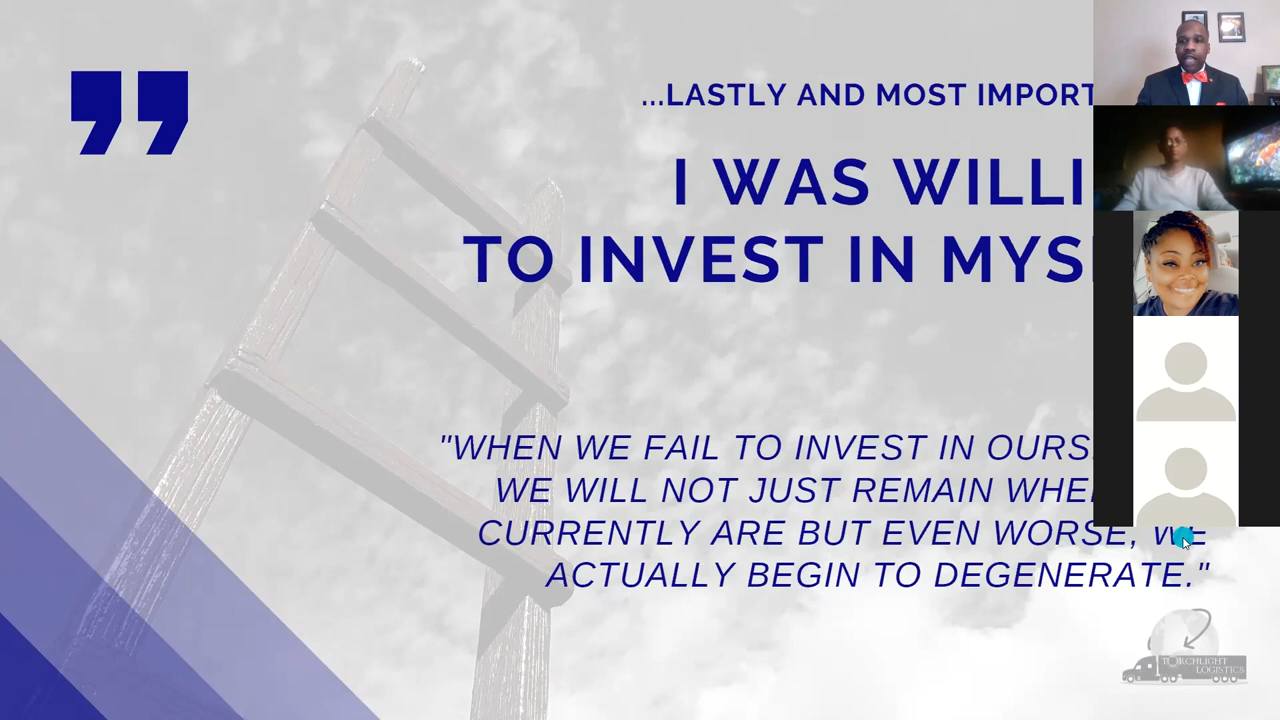 ...LASTLY AND MOST IMPORT
I WAS WILLI
TO INVEST IN MYS
"WHEN WE FAIL TO INVEST IN OURS
WE WILL NOT JUST REMAIN WHE
CURRENTLY ARE BUT EVEN WORSE, WE
ACTUALLY BEGIN TO DEGENERATE."
TORCHLIGHT
LOGISTICS